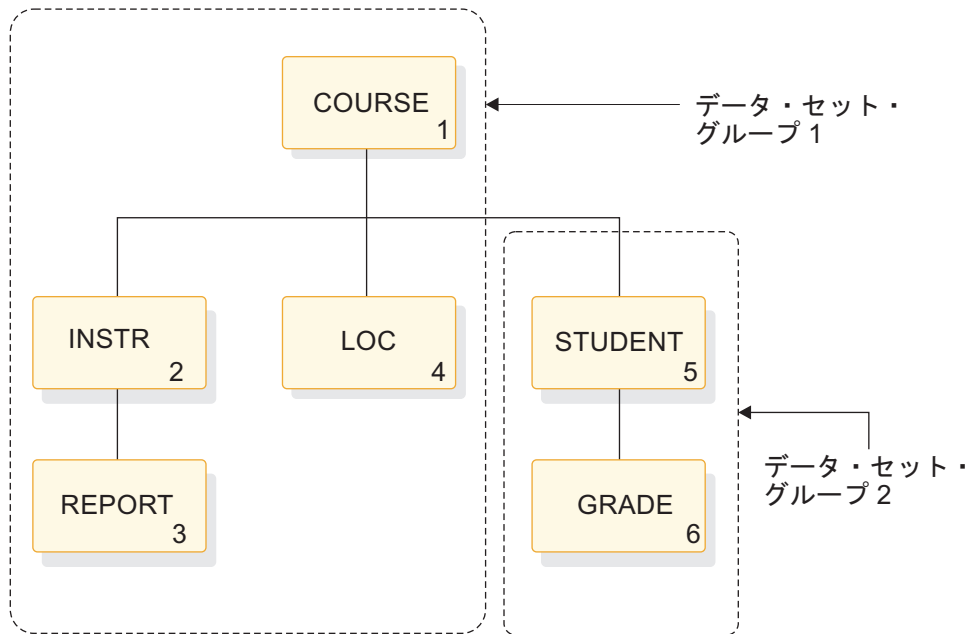 COURSE
1
データ・セット・
グループ 1
INSTR
2
LOC
4
STUDENT
5
REPORT
3
GRADE
6
データ・セット・
グループ 2